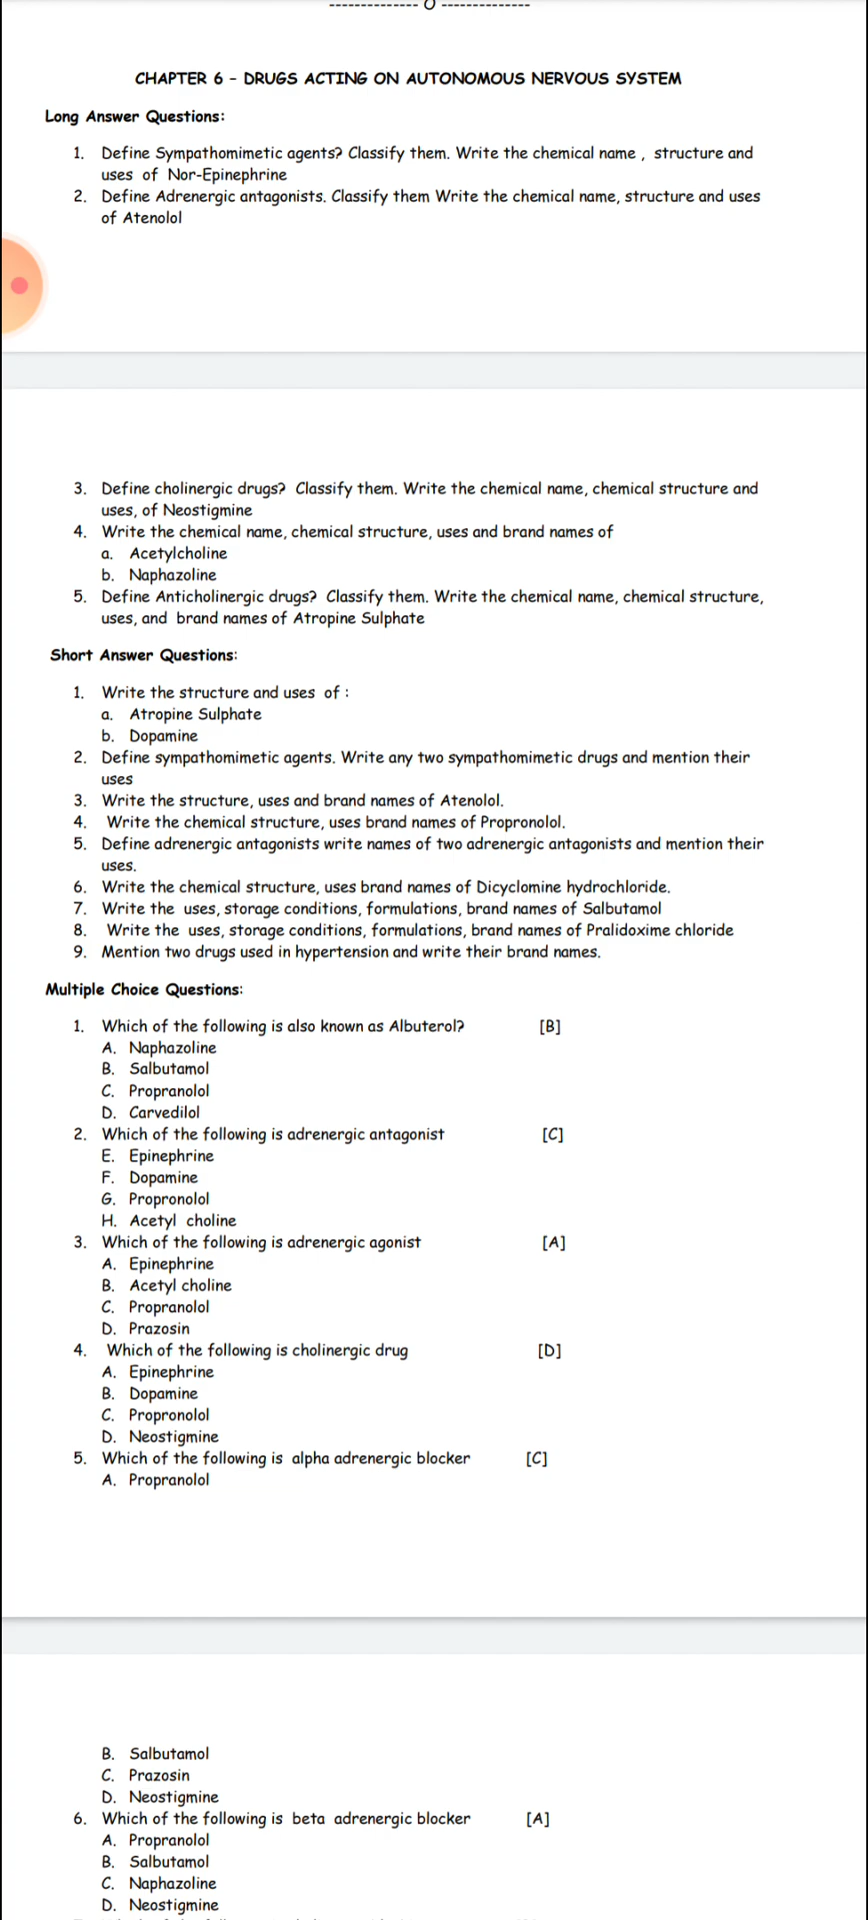 --------------- O ---------------
CHAPTER 6 - DRUGS ACTING ON AUTONOMOUS NERVOUS SYSTEM
Long Answer Questions:
1. Define Sympathomimetic agents? Classify them. Write the chemical name , structure and
uses of Nor-Epinephrine
2. Define Adrenergic antagonists. Classify them Write the chemical name, structure and uses
of Atenolol
3. Define cholinergic drugs? Classify them. Write the chemical name, chemical structure and
uses, of Neostigmine
4. Write the chemical name, chemical structure, uses and brand names of
a. Acetylcholine
b. Naphazoline
5. Define Anticholinergic drugs? Classify them. Write the chemical name, chemical structure,
uses, and brand names of Atropine Sulphate
Short Answer Questions:
1. Write the structure and uses of :
a. Atropine Sulphate
b. Dopamine
2. Define sympathomimetic agents. Write any two sympathomimetic drugs and mention their
uses
3. Write the structure, uses and brand names of Atenolol.
4. Write the chemical structure, uses brand names of Propronolol.
5. Define adrenergic antagonists write names of two adrenergic antagonists and mention their
uses.
6. Write the chemical structure, uses brand names of Dicyclomine hydrochloride.
7. Write the uses, storage conditions, formulations, brand names of Salbutamol
8. Write the uses, storage conditions, formulations, brand names of Pralidoxime chloride
9. Mention two drugs used in hypertension and write their brand names.
Multiple Choice Questions:
1. Which of the following is also known as Albuterol? [B]
A. Naphazoline
B. Salbutamol
C. Propranolol
D. Carvedilol
2. Which of the following is adrenergic antagonist [C]
E. Epinephrine
F. Dopamine
G. Propronolol
H. Acetyl choline
3. Which of the following is adrenergic agonist [A]
A. Epinephrine
B. Acetyl choline
C. Propranolol
D. Prazosin
4. Which of the following is cholinergic drug [D]
A. Epinephrine
B. Dopamine
C. Propronolol
D. Neostigmine
5. Which of the following is alpha adrenergic blocker [C]
A. Propranolol
B. Salbutamol
C. Prazosin
D. Neostigmine
6. Which of the following is beta adrenergic blocker [A]
A. Propranolol
B. Salbutamol
C. Naphazoline
D. Neostigmine